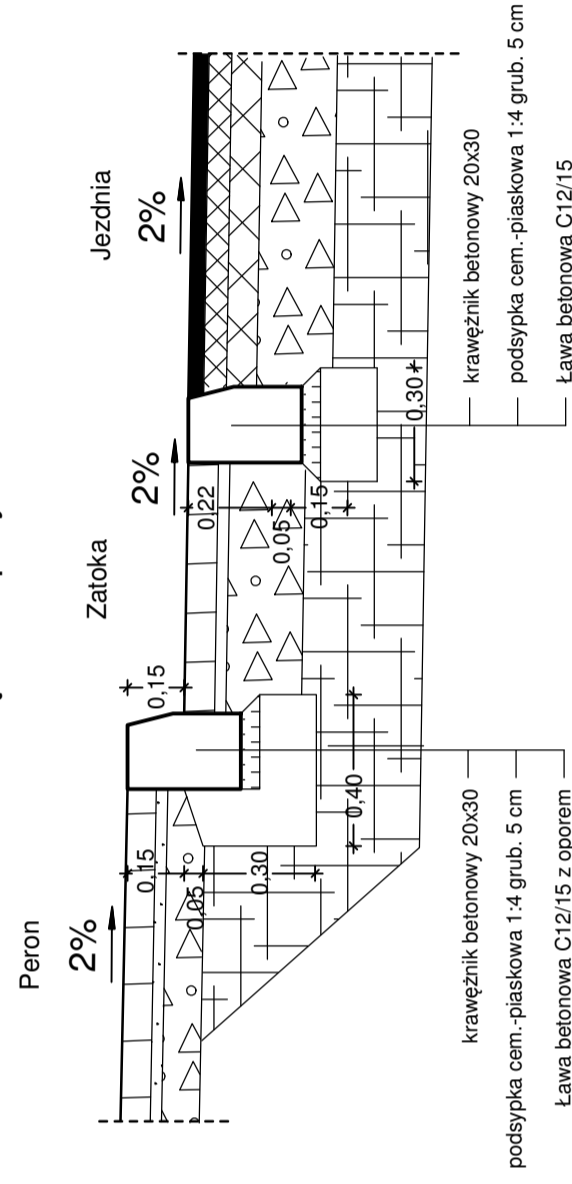 Peron
2%
Zatoka
2%
Jezdnia
2%
0,15
0,05
0,30
0,15
0,40
0,22
0,05
0,15
0,30
krawężnik betonowy 20x30
podsypka cem.-piaskowa 1:4 grub. 5 cm
Ława betonowa C12/15 z oporem
krawężnik betonowy 20x30
podsypka cem.-piaskowa 1:4 grub. 5 cm
Ława betonowa C12/15